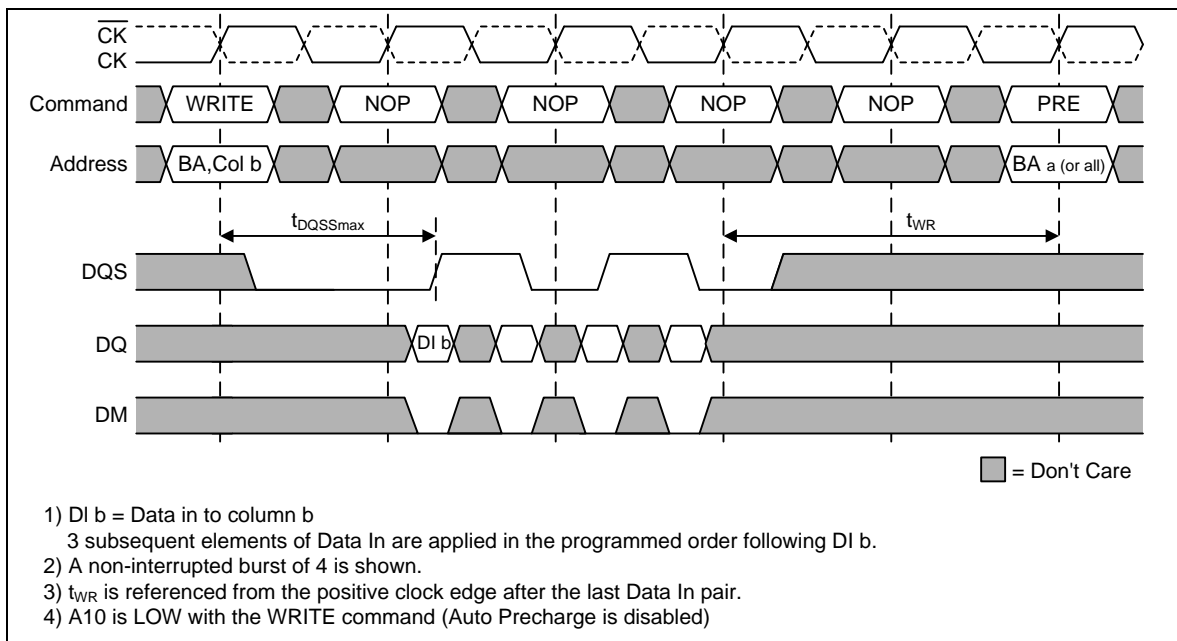 CK
CK
Command WRITE NOP NOP NOP NOP PRE
Address BA,Col b BA a (or all)
tDQSSmax tWR
DQS
DQ DI b
DM
= Don't Care
1) DI b = Data in to column b
3 subsequent elements of Data In are applied in the programmed order following DI b.
2) A non-interrupted burst of 4 is shown.
3) tWR is referenced from the positive clock edge after the last Data In pair.
4) A10 is LOW with the WRITE command (Auto Precharge is disabled)